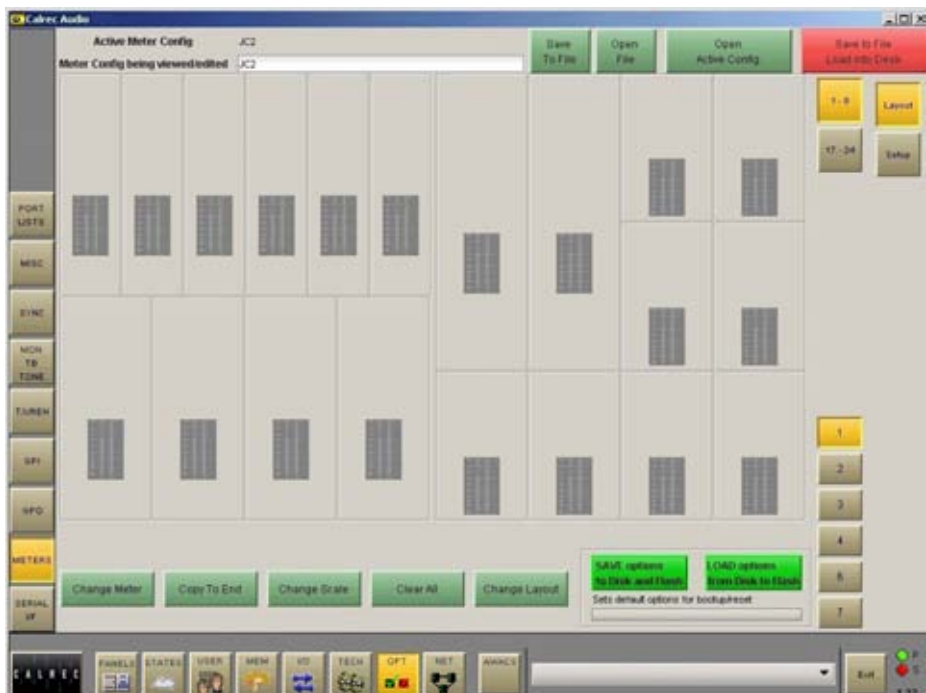 Calrec Audio
Active Meter Config JC2
Meter Config being viewed/edited JC2
Save To File
Open File
Open Active Config
Save to File Load into Desk
Layout
17 - 24
Setup
PORT LISTS
MISC
SYNC
MON TB TONE
TX/REH
GPI
GPO
METERS
SERIAL I/F
1
2
3
4
7
Change Meter
Copy To End
Change Scale
Clear All
Change Layout
SAVE options to Disk and Flash
LOAD options from Disk to Flash
Sets default options for bootup/reset
CALREC
PANELS
STATES
USER
MEM
I/O
TECH
OPT
NET
AWACS
Exit
P
S